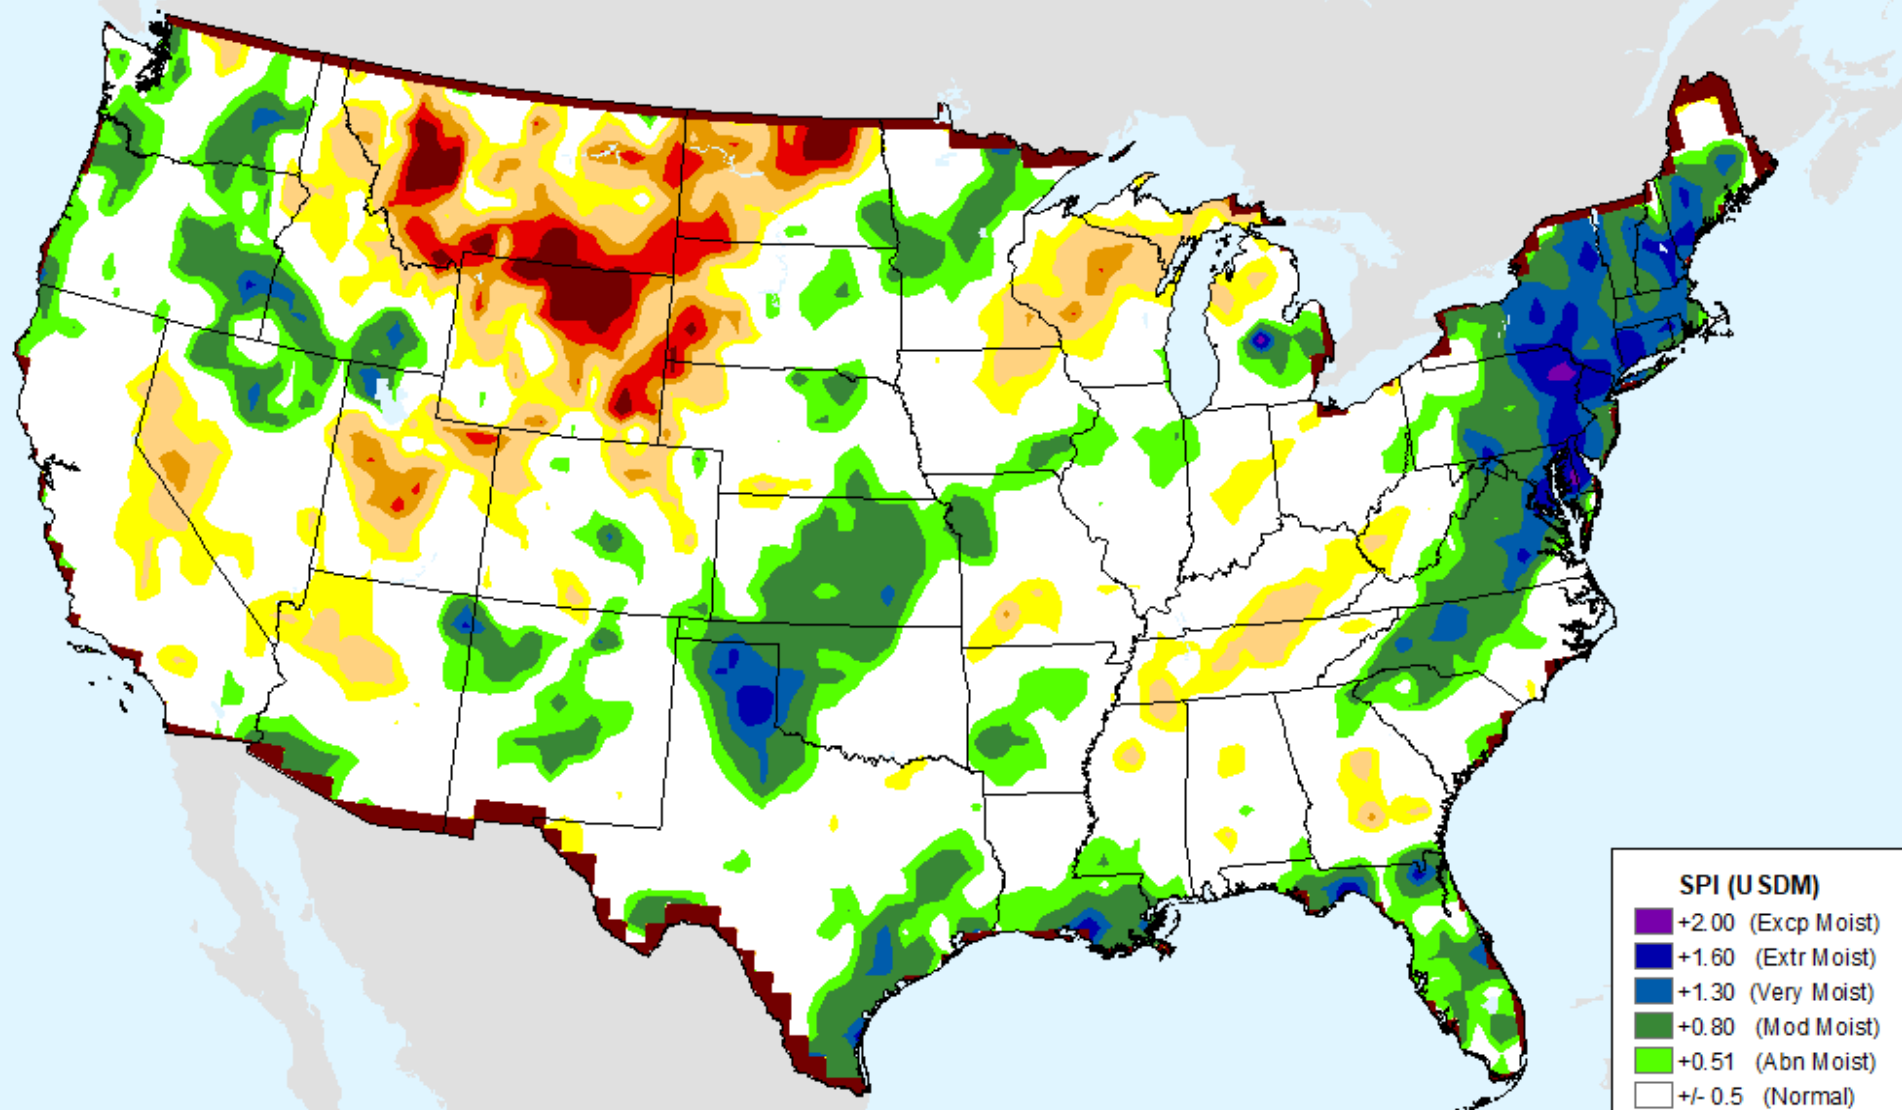 SPI (USDM)
+2.00 (Excp Moist)
+1.60 (Extr Moist)
+1.30 (Very Moist)
+0.80 (Mod Moist)
+0.51 (Abn Moist)
+/- 0.5 (Normal)